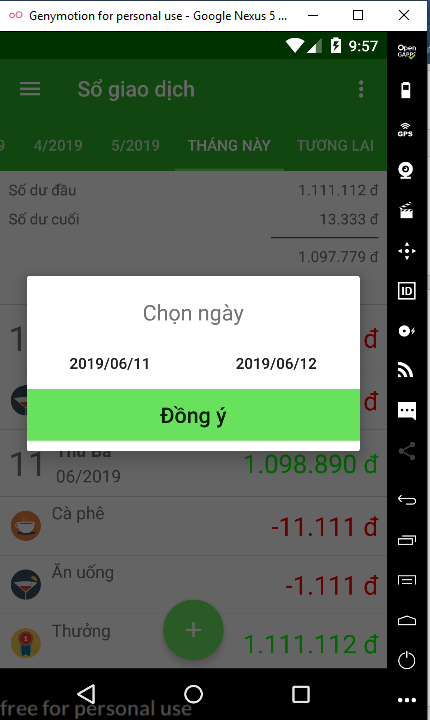 Genymotion for personal use - Google Nexus 5 ...
9:57
Open
GAPPS
Sổ giao dịch
9 4/2019 5/2019 THÁNG NÀY TƯƠNG LAI
GPS
Số dư đầu 1.111.112 đ
Số dư cuối 13.333 đ
1.097.779 đ
ID
Chọn ngày
1 đ
2019/06/11 2019/06/12
đ
Đồng ý
11 Thứ Ba
06/2019 1.098.890 đ
Cà phê -11.111 đ
Ăn uống -1.111 đ
Thưởng + 1.111.112 đ
free for personal use